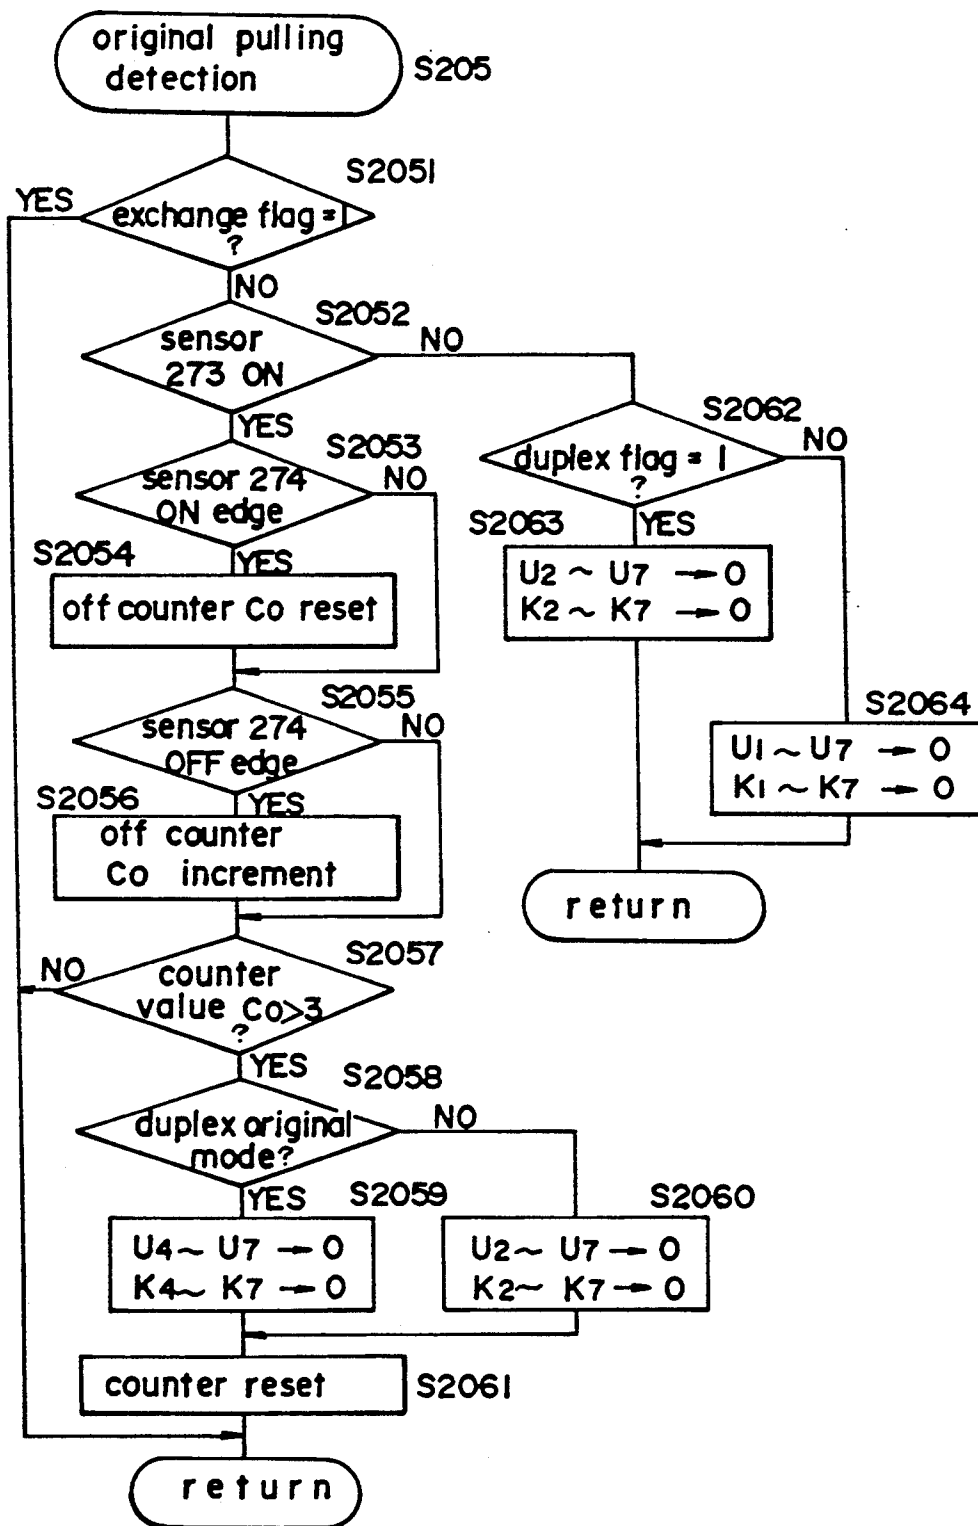 original pulling
detection
S205
S2051
YES
exchange flag = 1
?
NO
S2052
sensor
273 ON
NO
YES
S2053
sensor 274
ON edge
NO
S2054
YES
off counter Co reset
S2055
sensor 274
OFF edge
NO
S2056
YES
off counter
Co increment
S2057
NO
counter
value Co>3
?
YES
S2058
duplex original
mode?
NO
YES
S2059
U4~ U7 → 0
K4~ K7 → 0
S2060
U2~ U7 → 0
K2~ K7 → 0
counter reset
S2061
return
S2062
duplex flag = 1
?
NO
S2063
YES
U2 ~ U7 → 0
K2 ~ K7 → 0
S2064
U1 ~ U7 → 0
K1 ~ K7 → 0
return